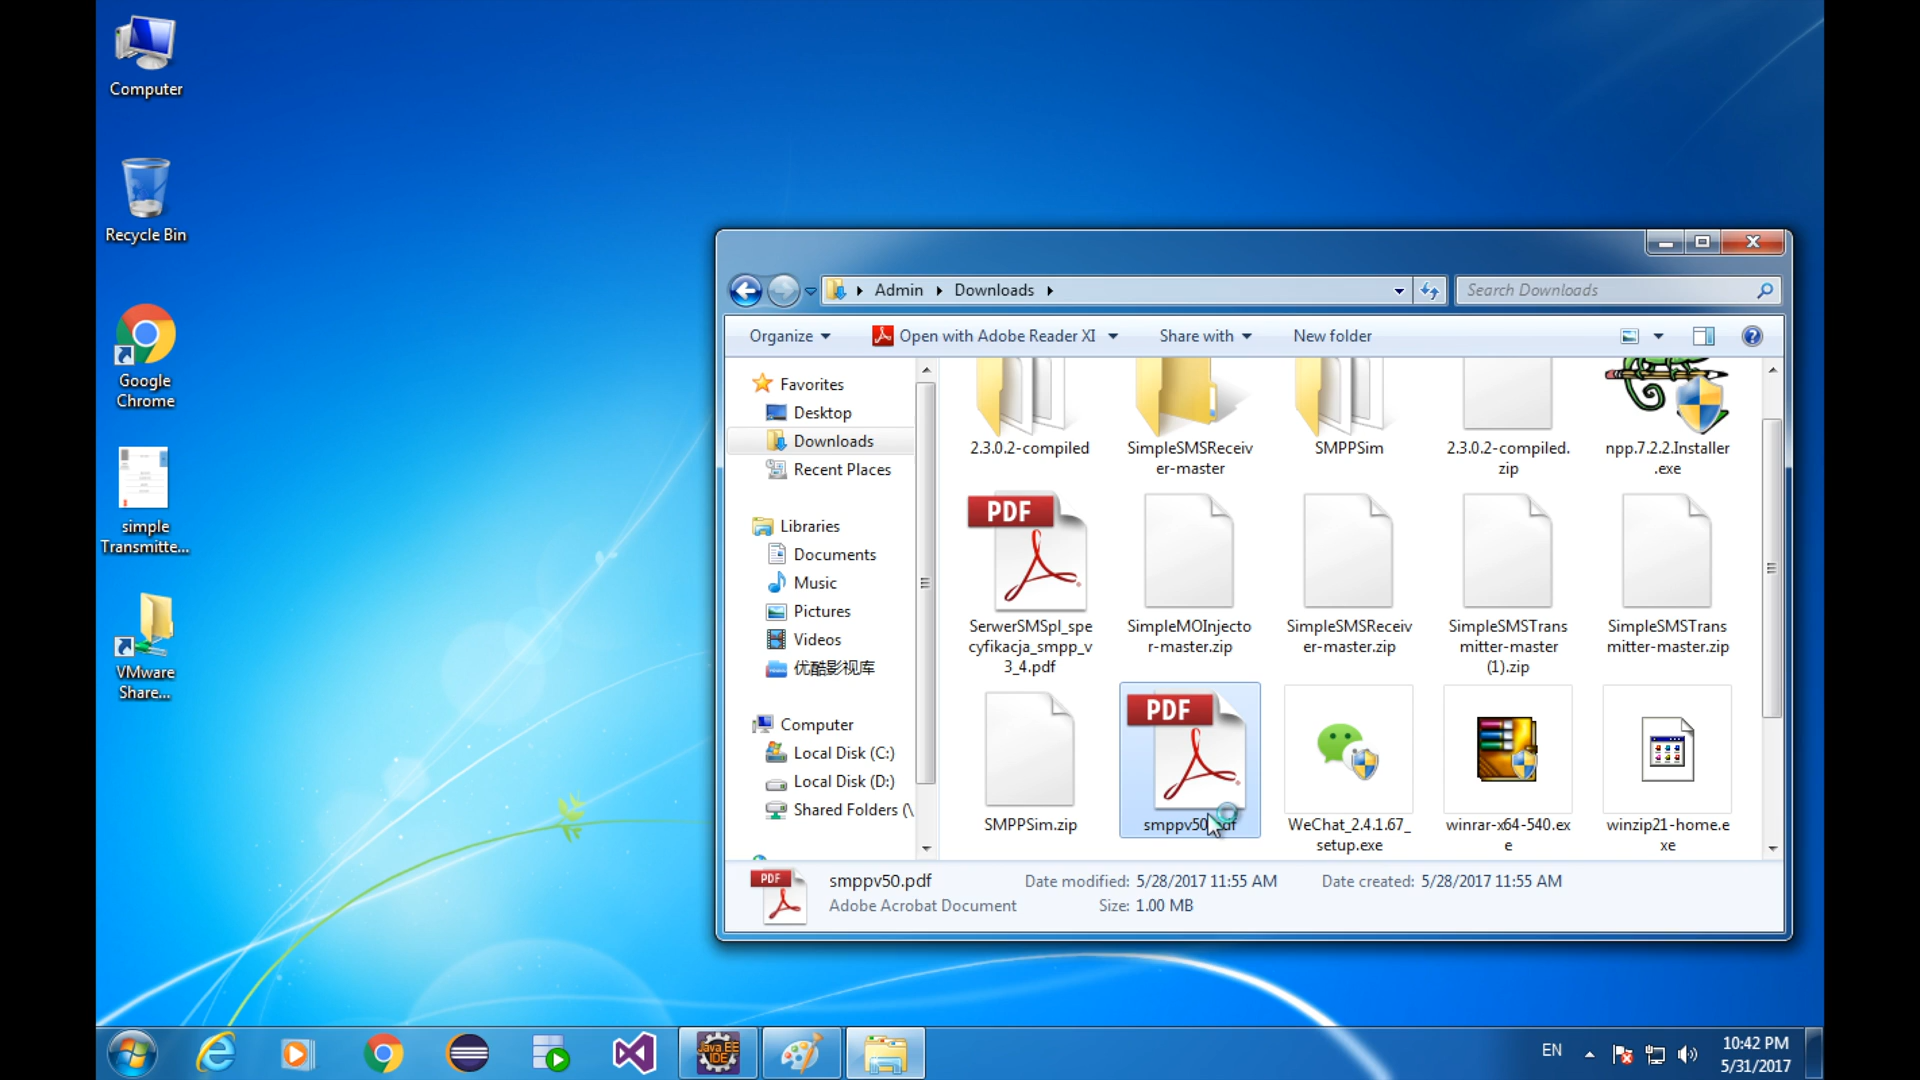 Computer
Recycle Bin
Google
Chrome
simple
Transmitte...
VMware
Share...
Admin
Downloads
Search Downloads
Organize
Open with Adobe Reader XI
Share with
New folder
Favorites
Desktop
Downloads
Recent Places
Libraries
Documents
Music
Pictures
Videos
优酷影视库
Computer
Local Disk (C:)
Local Disk (D:)
Shared Folders (\
2.3.0.2-compiled
SimpleSMSReceiv
er-master
SMPPSim
2.3.0.2-compiled.
zip
npp.7.2.2.Installer
.exe
PDF
SerwerSMSpl_spe
cyfikacja_smpp_v
3_4.pdf
SimpleMOInjecto
r-master.zip
SimpleSMSReceiv
er-master.zip
SimpleSMSTrans
mitter-master
(1).zip
SimpleSMSTrans
mitter-master.zip
SMPPSim.zip
PDF
WeChat_2.4.1.67_
setup.exe
winrar-x64-540.ex
e
winzip21-home.e
xe
PDF
smppv50.pdf
Adobe Acrobat Document
Date modified: 5/28/2017 11:55 AM
Size: 1.00 MB
Date created: 5/28/2017 11:55 AM
Java EE
IDE
EN
10:42 PM
5/31/2017